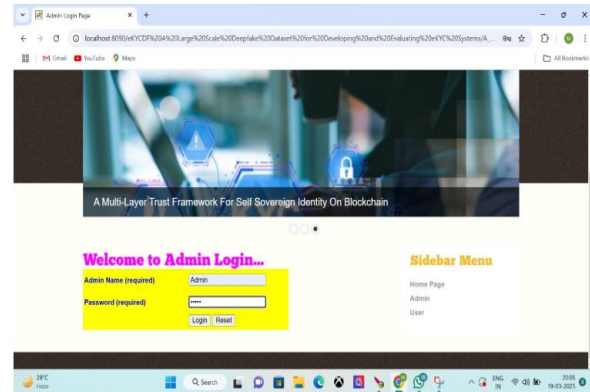 Admin Login Page
localhost:8090/eKYCDF%20A%20Large%20Scale%20Deepfake%20Dataset%20for%20Developing%20and%20Evaluating%20eKYC%20Systems/A...
Gmail YouTube Maps
All Bookmarks
A Multi-Layer Trust Framework For Self Sovereign Identity On Blockchain
Welcome to Admin Login...
Admin Name (required) Admin
Password (required)
Login Reset
Sidebar Menu
Home Page
Admin
User
28°C
Haze
Search
ENG
IN
19-03-2025